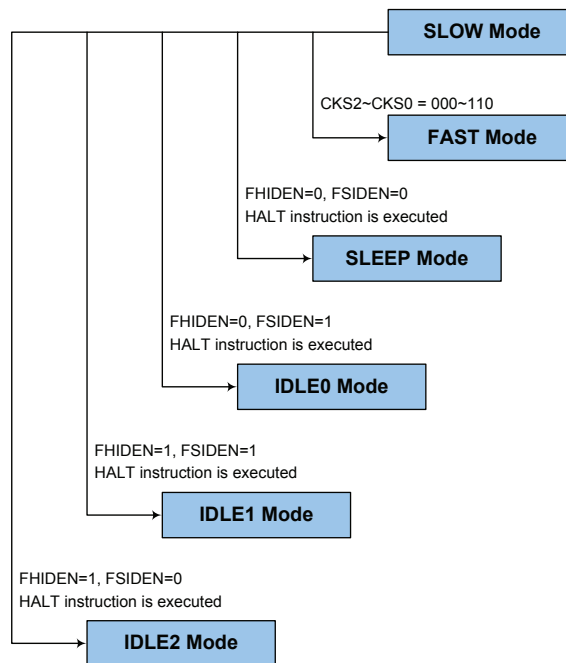 SLOW Mode
CKS2~CKS0 = 000~110
FAST Mode
FHIDEN=0, FSIDEN=0
HALT instruction is executed
SLEEP Mode
FHIDEN=0, FSIDEN=1
HALT instruction is executed
IDLE0 Mode
FHIDEN=1, FSIDEN=1
HALT instruction is executed
IDLE1 Mode
FHIDEN=1, FSIDEN=0
HALT instruction is executed
IDLE2 Mode